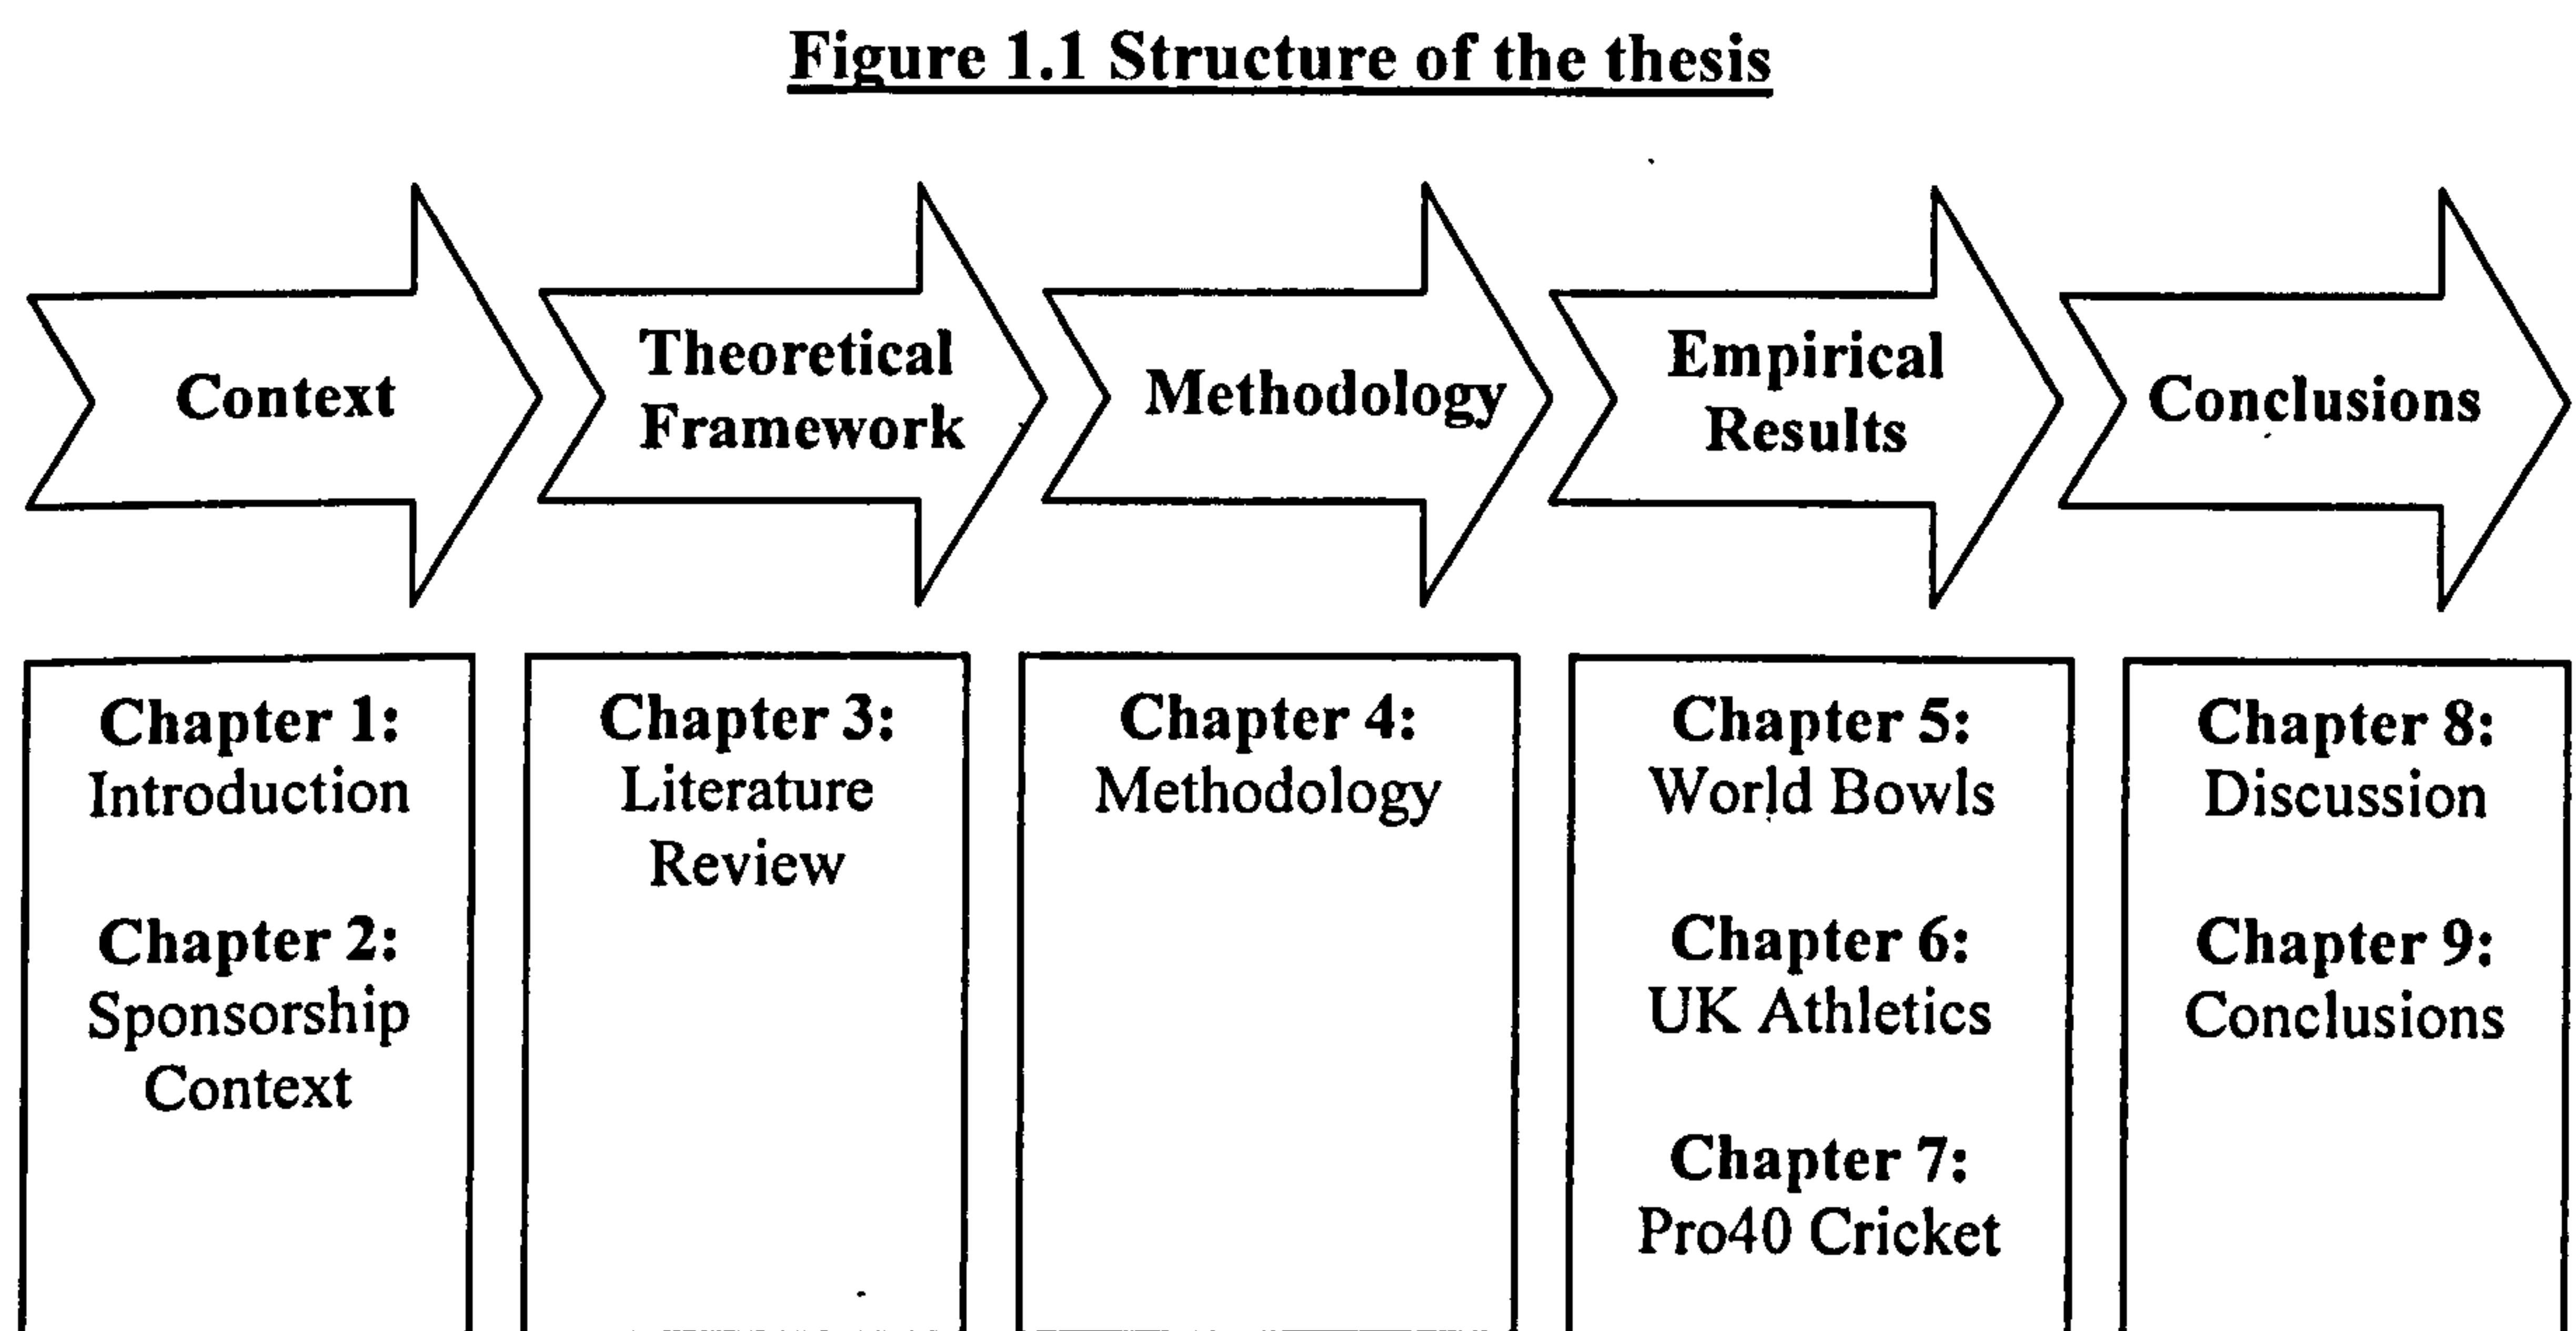 Figure 1.1 Structure of the thesis
Context
Theoretical
Framework
Methodology
Empirical
Results
Conclusions
Chapter 1:
Introduction
Chapter 2:
Sponsorship
Context
Chapter 3:
Literature
Review
Chapter 4:
Methodology
Chapter 5:
World Bowls
Chapter 6:
UK Athletics
Chapter 7:
Pro40 Cricket
Chapter 8:
Discussion
Chapter 9:
Conclusions